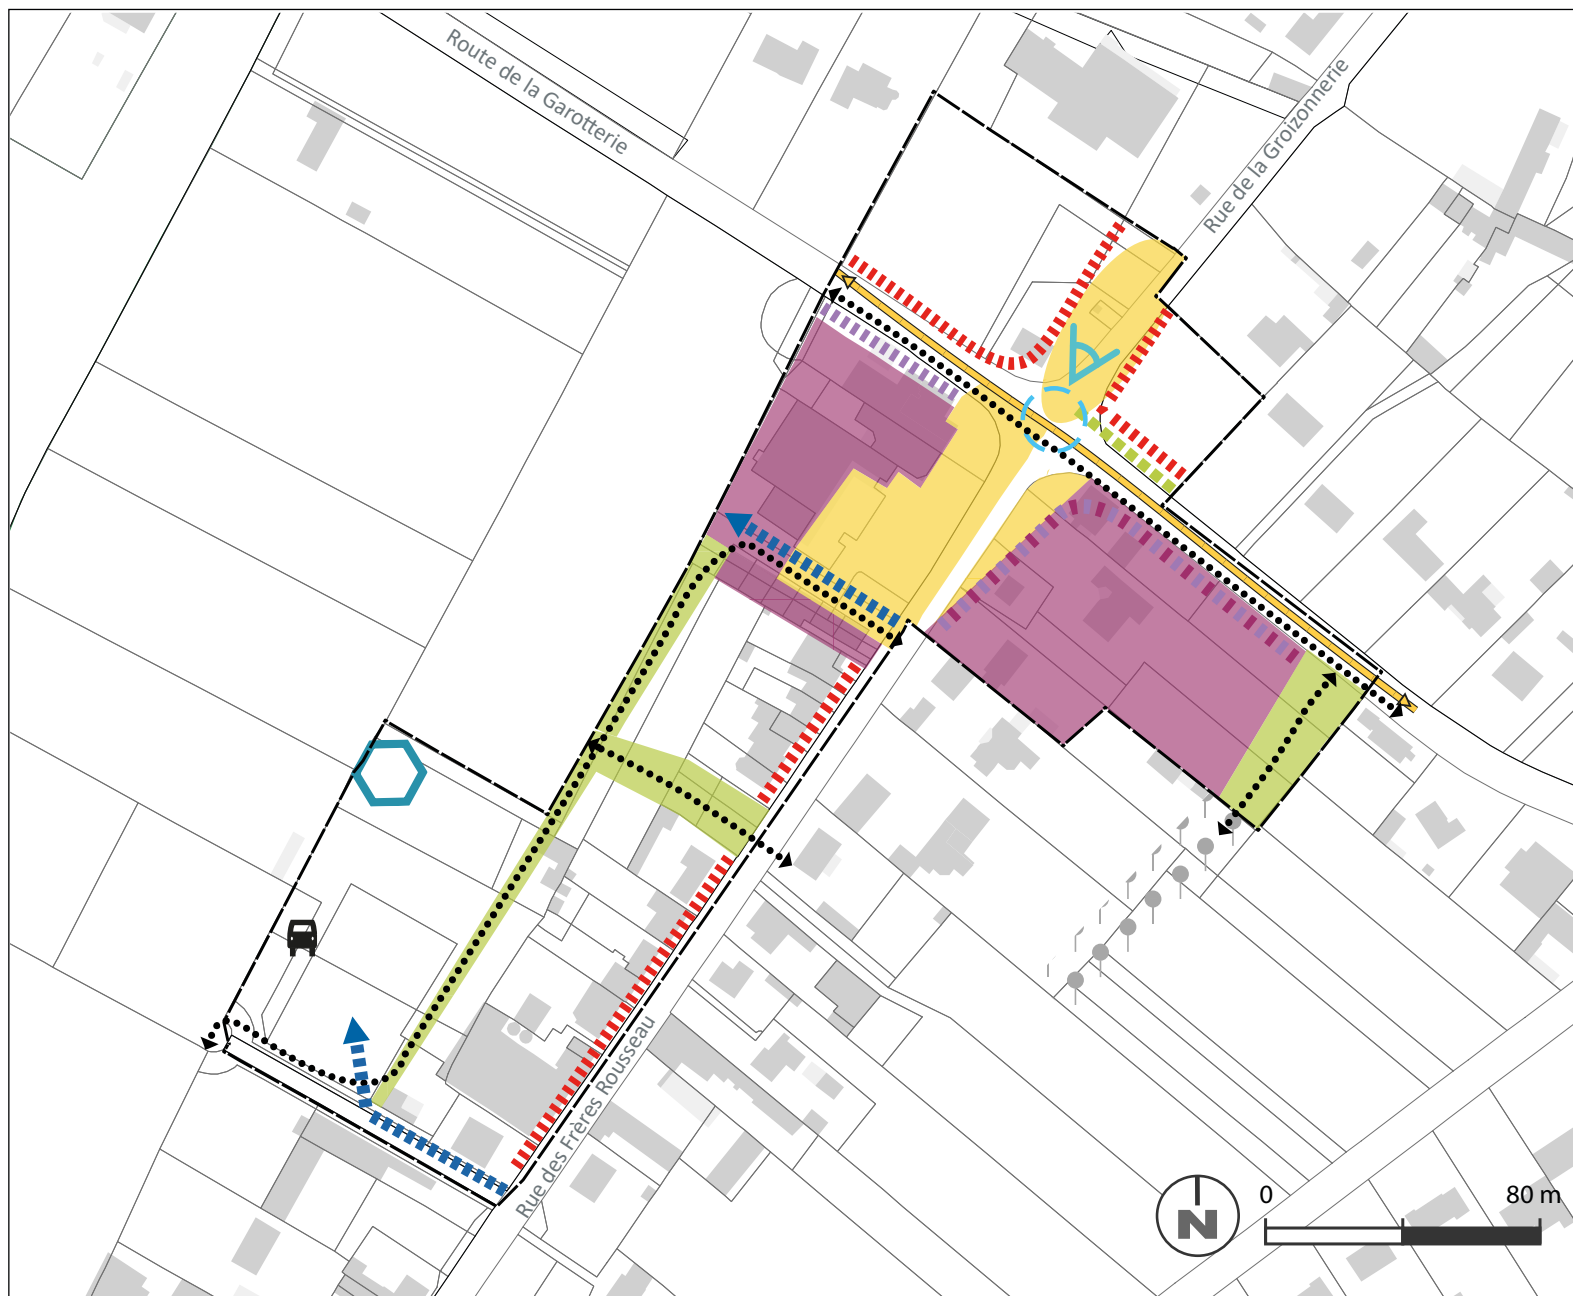 Route de la Garotterie
Rue de la Groizonnerie
Rue des Frères Rousseau
N
0 80 m